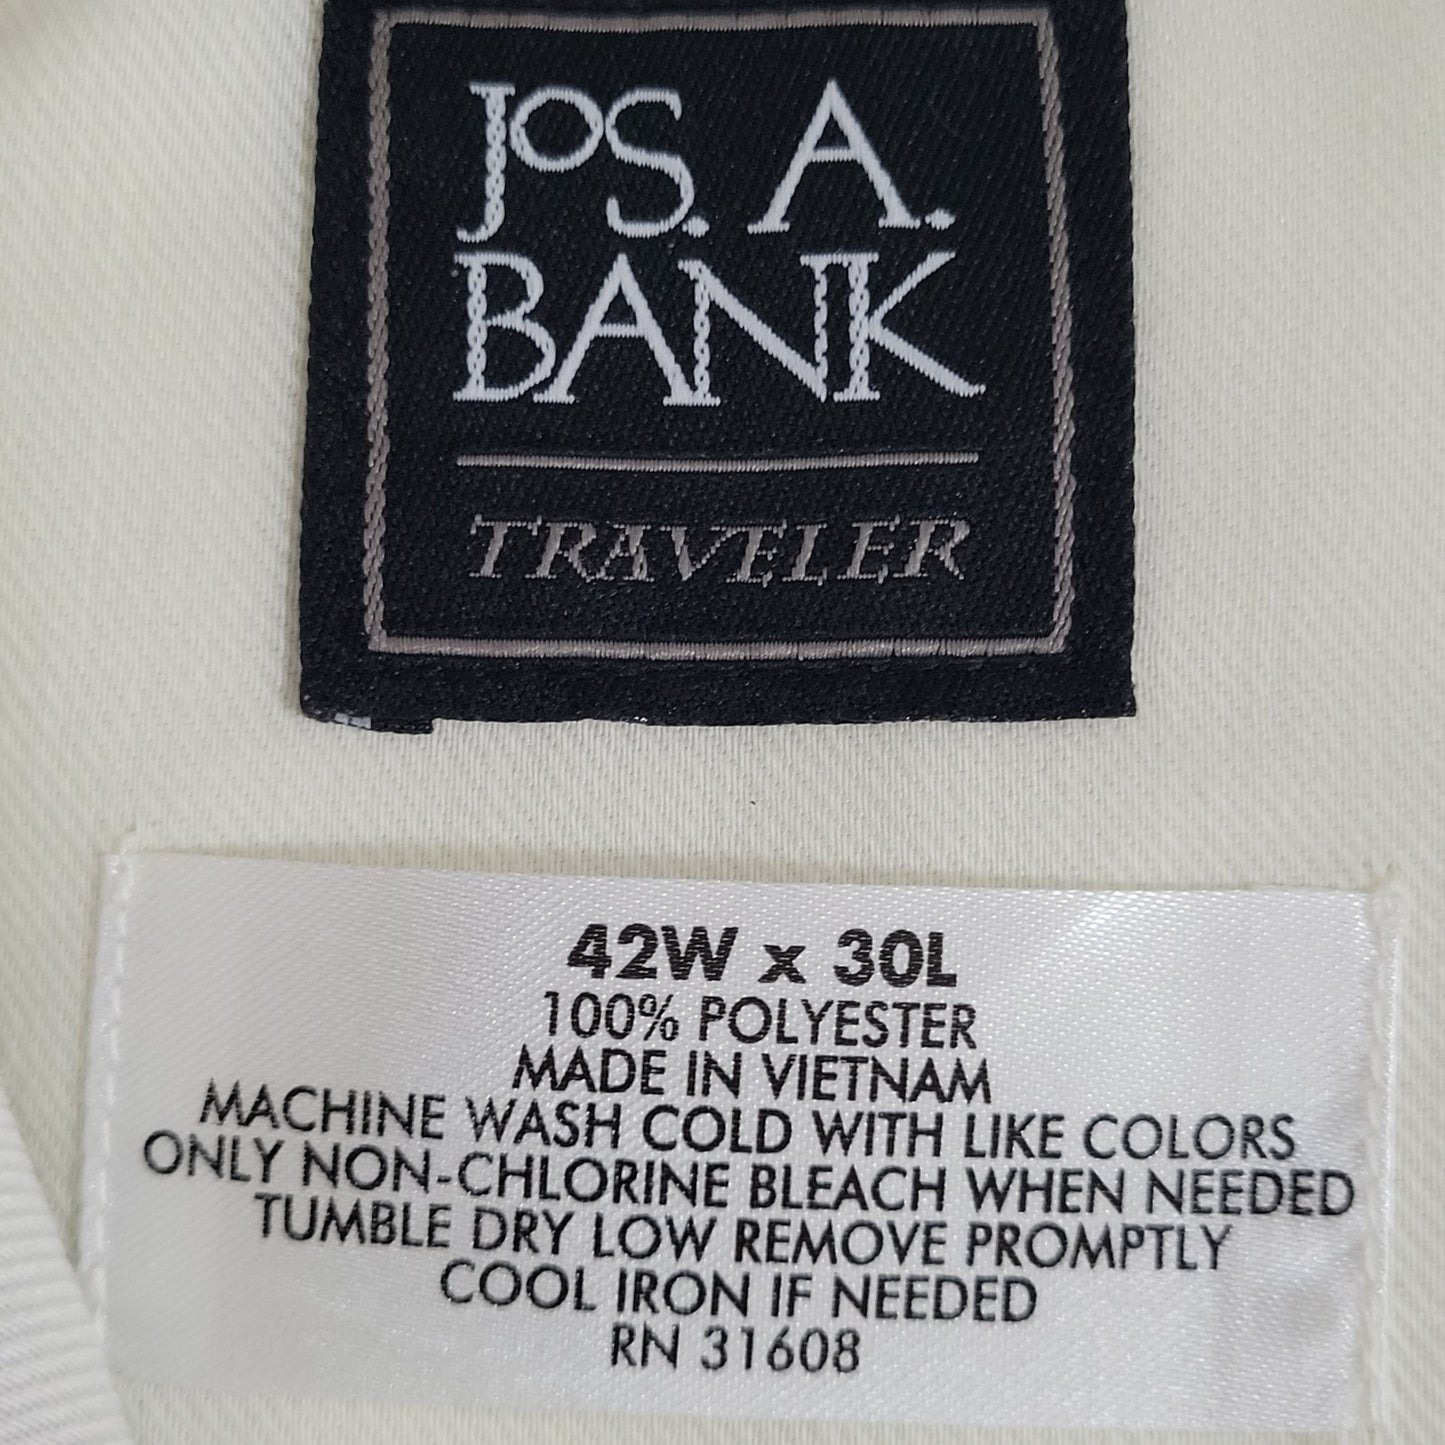 JOS. A.
BANK
TRAVELER
42W x 30L
100% POLYESTER
MADE IN VIETNAM
MACHINE WASH COLD WITH LIKE COLORS
ONLY NON-CHLORINE BLEACH WHEN NEEDED
TUMBLE DRY LOW REMOVE PROMPTLY
COOL IRON IF NEEDED
RN 31608